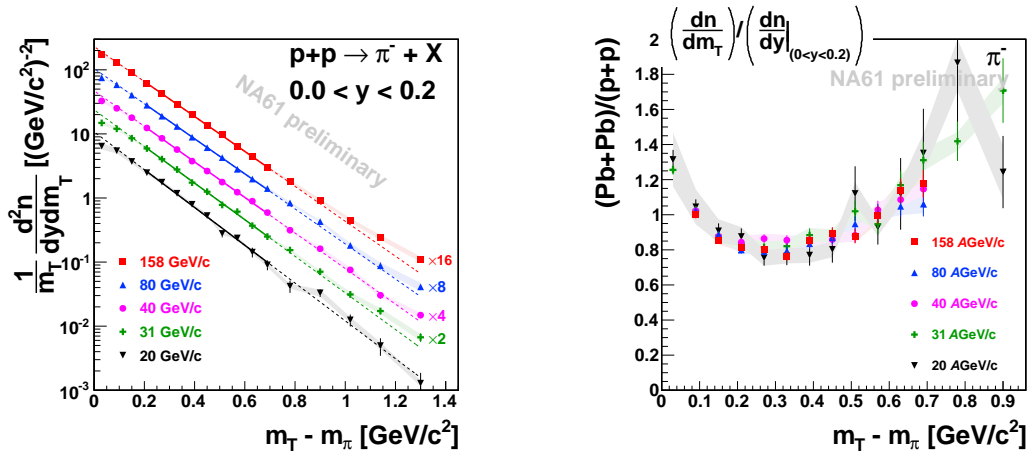 p+p → π⁻ + X
0.0 < y < 0.2
NA61 preliminary
1/m_T d²n/dydm_T [(GeV/c²)⁻²]
10²
10
1
10⁻¹
10⁻²
10⁻³
×16
×8
×4
×2
158 GeV/c
80 GeV/c
40 GeV/c
31 GeV/c
20 GeV/c
0 0.2 0.4 0.6 0.8 1 1.2 1.4
m_T - m_π [GeV/c²]
(dn/dm_T)/(dn/dy|(0<y<0.2))
π⁻
NA61 preliminary
(Pb+Pb)/(p+p)
2
1.8
1.6
1.4
1.2
1
0.8
0.6
0.4
0.2
0
158 AGeV/c
80 AGeV/c
40 AGeV/c
31 AGeV/c
20 AGeV/c
0 0.1 0.2 0.3 0.4 0.5 0.6 0.7 0.8 0.9
m_T - m_π [GeV/c²]